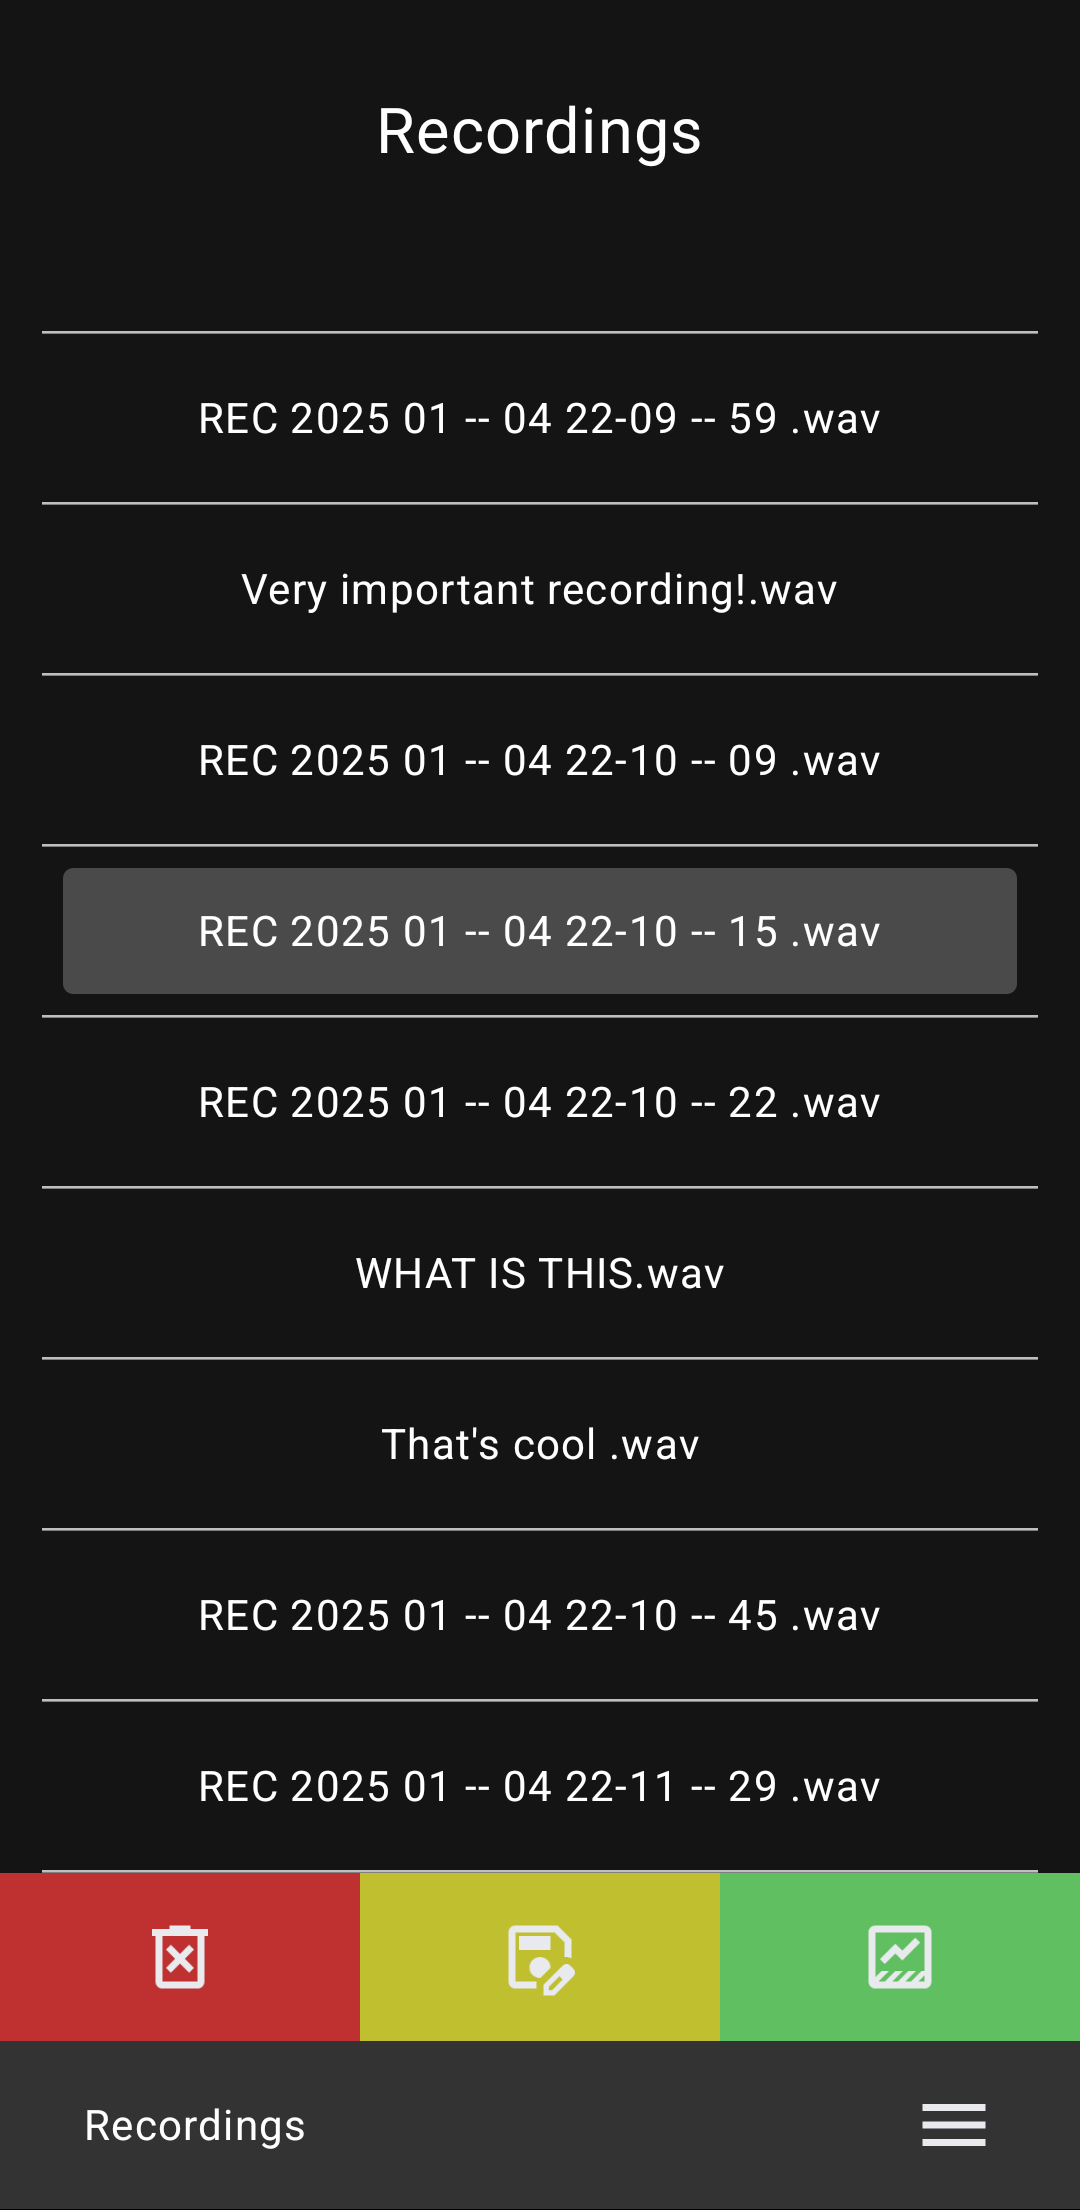 Recordings
REC 2025 01 -- 04 22-09 -- 59 .wav
Very important recording!.wav
REC 2025 01 -- 04 22-10 -- 09 .wav
REC 2025 01 -- 04 22-10 -- 15 .wav
REC 2025 01 -- 04 22-10 -- 22 .wav
WHAT IS THIS.wav
That's cool .wav
REC 2025 01 -- 04 22-10 -- 45 .wav
REC 2025 01 -- 04 22-11 -- 29 .wav
Recordings